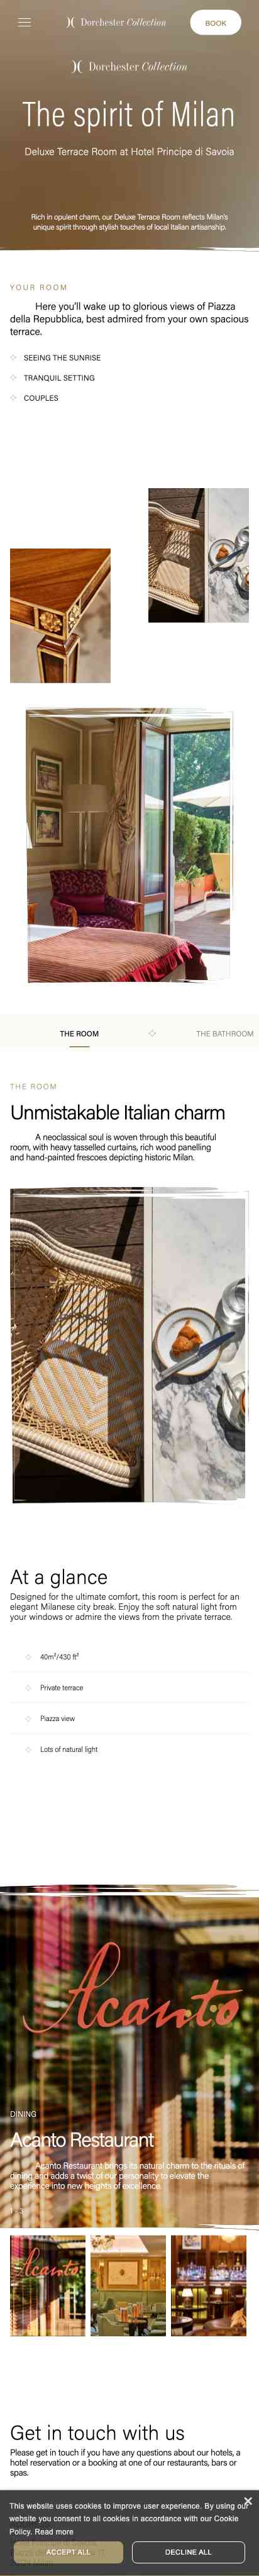 Dorchester Collection
BOOK
Dorchester Collection
The spirit of Milan
Deluxe Terrace Room at Hotel Principe di Savoia
Rich in opulent charm, our Deluxe Terrace Room reflects Milan's
unique spirit through stylish touches of local Italian artisanship.
YOUR ROOM
Here you'll wake up to glorious views of Piazza
della Repubblica, best admired from your own spacious
terrace.
SEEING THE SUNRISE
TRANQUIL SETTING
COUPLES
THE ROOM
THE BATHROOM
THE ROOM
Unmistakable Italian charm
A neoclassical soul is woven through this beautiful
room, with heavy tasselled curtains, rich wood panelling
and hand-painted frescoes depicting historic Milan.
At a glance
Designed for the ultimate comfort, this room is perfect for an
elegant Milanese city break. Enjoy the soft natural light from
your windows or admire the views from the private terrace.
40m²/430 ft²
Private terrace
Piazza view
Lots of natural light
Acanto
DINING
Acanto Restaurant
Acanto Restaurant brings its natural charm to the rituals of
dining and adds a twist of our personality to elevate the
experience into new heights of excellence.
Acanto
Get in touch with us
Please get in touch if you have any questions about our hotels, a
hotel reservation or a booking at one of our restaurants, bars or
spas.
This website uses cookies to improve user experience. By using our
website you consent to all cookies in accordance with our Cookie
Policy. Read more
ACCEPT ALL
DECLINE ALL